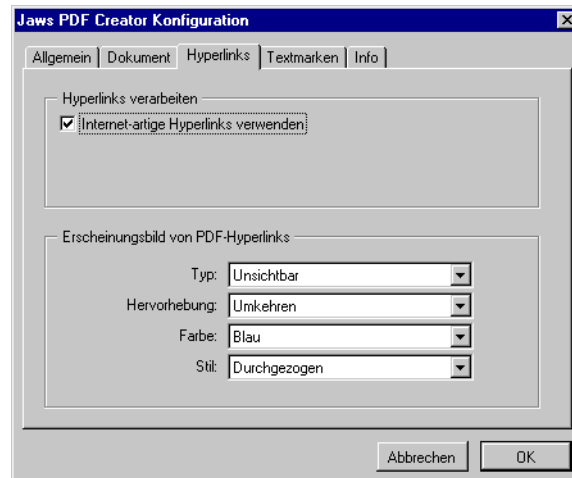 Jaws PDF Creator Konfiguration
Allgemein Dokument Hyperlinks Textmarken Info
Hyperlinks verarbeiten
Internet-artige Hyperlinks verwenden
Erscheinungsbild von PDF-Hyperlinks
Typ: Unsichtbar
Hervorhebung: Umkehren
Farbe: Blau
Stil: Durchgezogen
Abbrechen OK